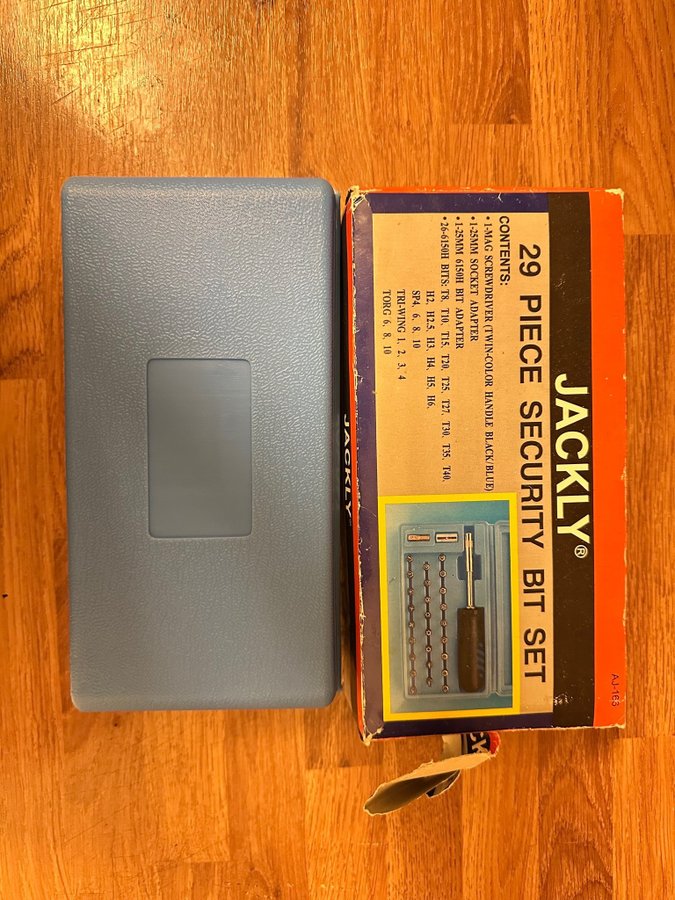 JACKLY®
29 PIECE SECURITY BIT SET
CONTENTS:
•1-MAG SCREWDRIVER (TWIN-COLOR HANDLE BLACK/BLUE)
•1-25MM SOCKET ADAPTER
•1-25MM 6150H BIT ADAPTER
•26-6150H BITS: T8, T10, T15, T20, T25, T27, T30, T35, T40,
H2, H2.5, H3, H4, H5, H6,
SP4, 6, 8, 10
TRI-WING 1, 2, 3, 4
TORG 6, 8, 10
AJ-163
JACKLY